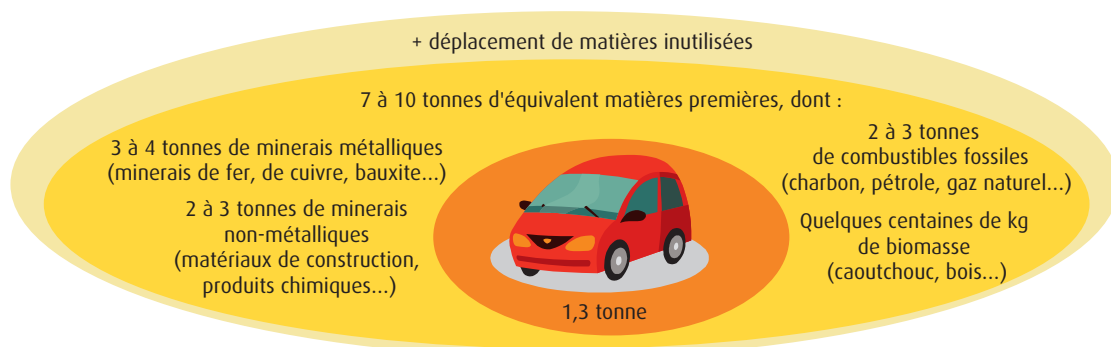 + déplacement de matières inutilisées
7 à 10 tonnes d'équivalent matières premières, dont :
3 à 4 tonnes de minerais métalliques
(minerais de fer, de cuivre, bauxite...)
2 à 3 tonnes de minerais
non-métalliques
(matériaux de construction,
produits chimiques...)
2 à 3 tonnes
de combustibles fossiles
(charbon, pétrole, gaz naturel...)
Quelques centaines de kg
de biomasse
(caoutchouc, bois...)
1,3 tonne